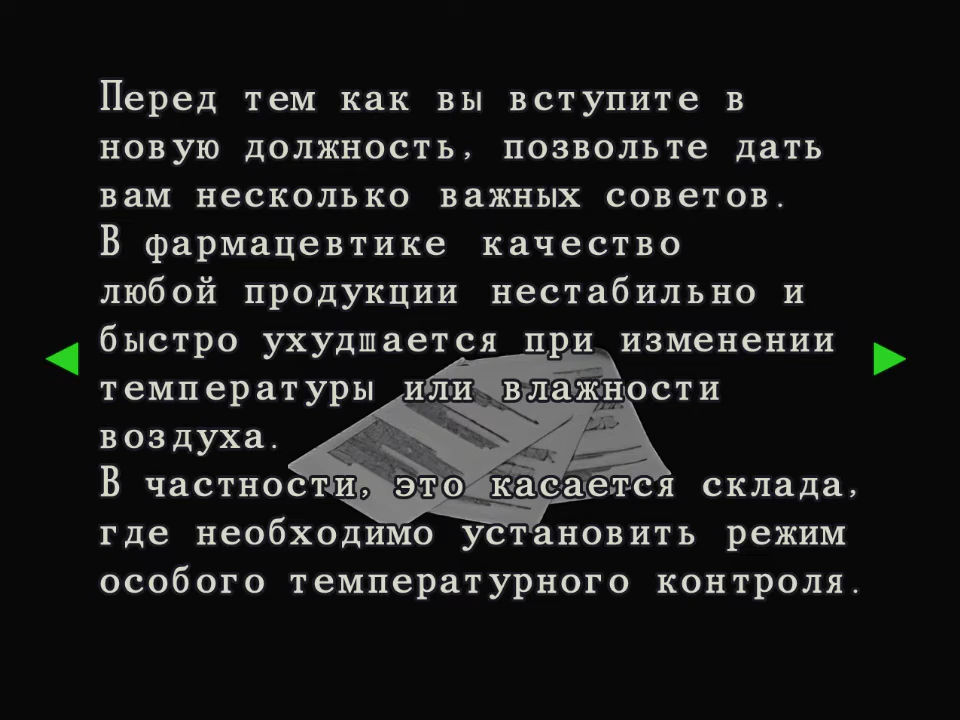 Перед тем как вы вступите в
новую должность, позвольте дать
вам несколько важных советов.
В фармацевтике качество
любой продукции нестабильно и
быстро ухудшается при изменении
температуры или влажности
воздуха.
В частности, это касается склада,
где необходимо установить режим
особого температурного контроля.